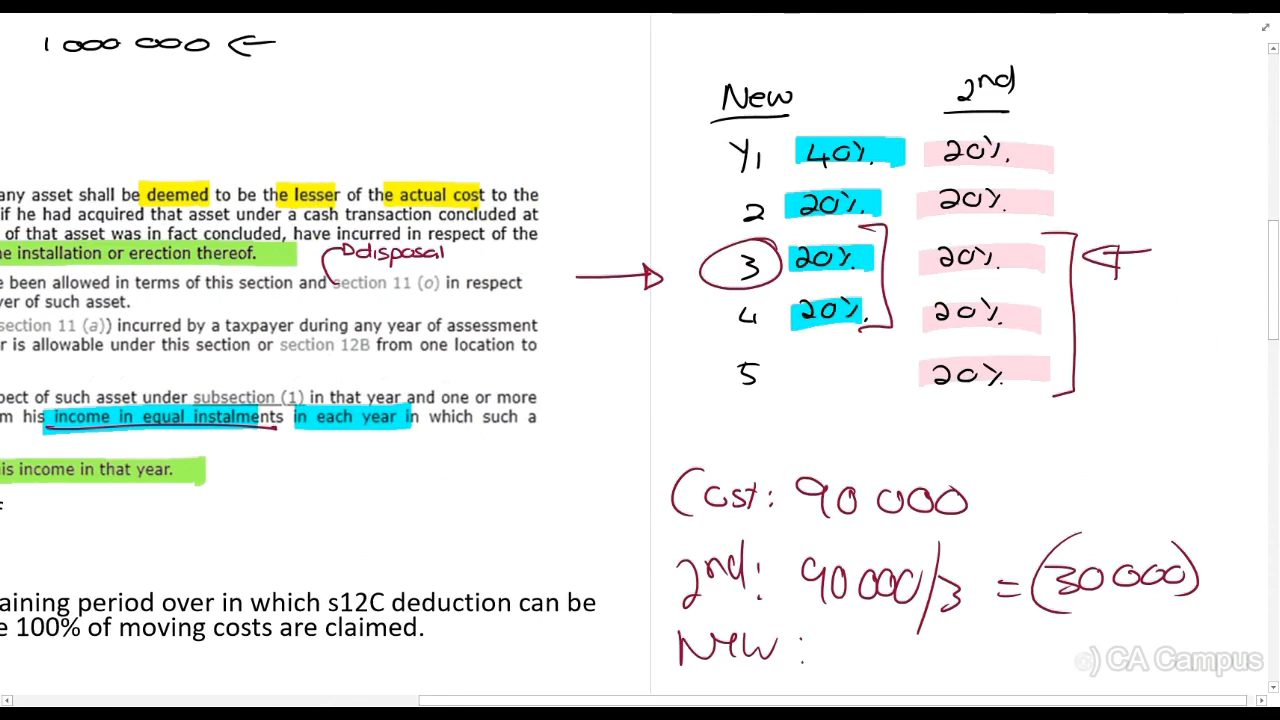 1 000 000 ←
any asset shall be deemed to be the lesser of the actual cost to the
if he had acquired that asset under a cash transaction concluded at
of that asset was in fact concluded, have incurred in respect of the
ne installation or erection thereof.
disposal
e been allowed in terms of this section and section 11 (o) in respect
yer of such asset.
section 11 (a)) incurred by a taxpayer during any year of assessment
r is allowable under this section or section 12B from one location to
pect of such asset under subsection (1) in that year and one or more
m his income in equal instalments in each year in which such a
is income in that year.
aining period over in which s12C deduction can be
e 100% of moving costs are claimed.
New 2nd
Y1 40% 20%
2 20% 20%
3 20% 20%
4 20% 20%
5 20%
Cost: 90 000
2nd: 90 000/3 = (30 000)
New:
CA Campus